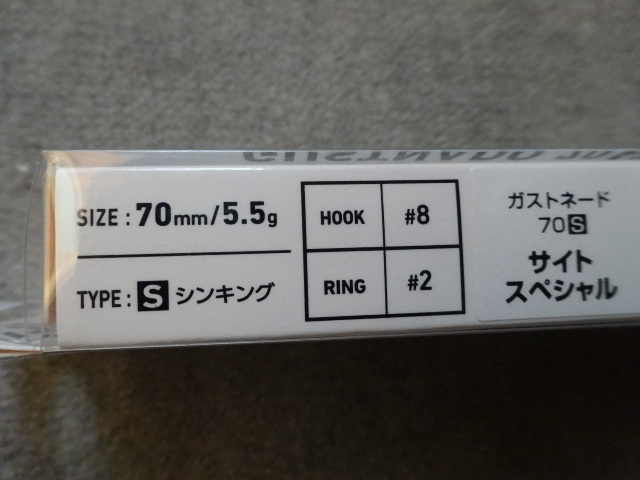 SIZE : 70mm/5.5g
TYPE : S シンキング
HOOK #8
RING #2
ガストネード
70S
サイト
スペシャル